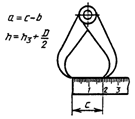 a = c-b
h = h₃ + D/2
1 2 3
c